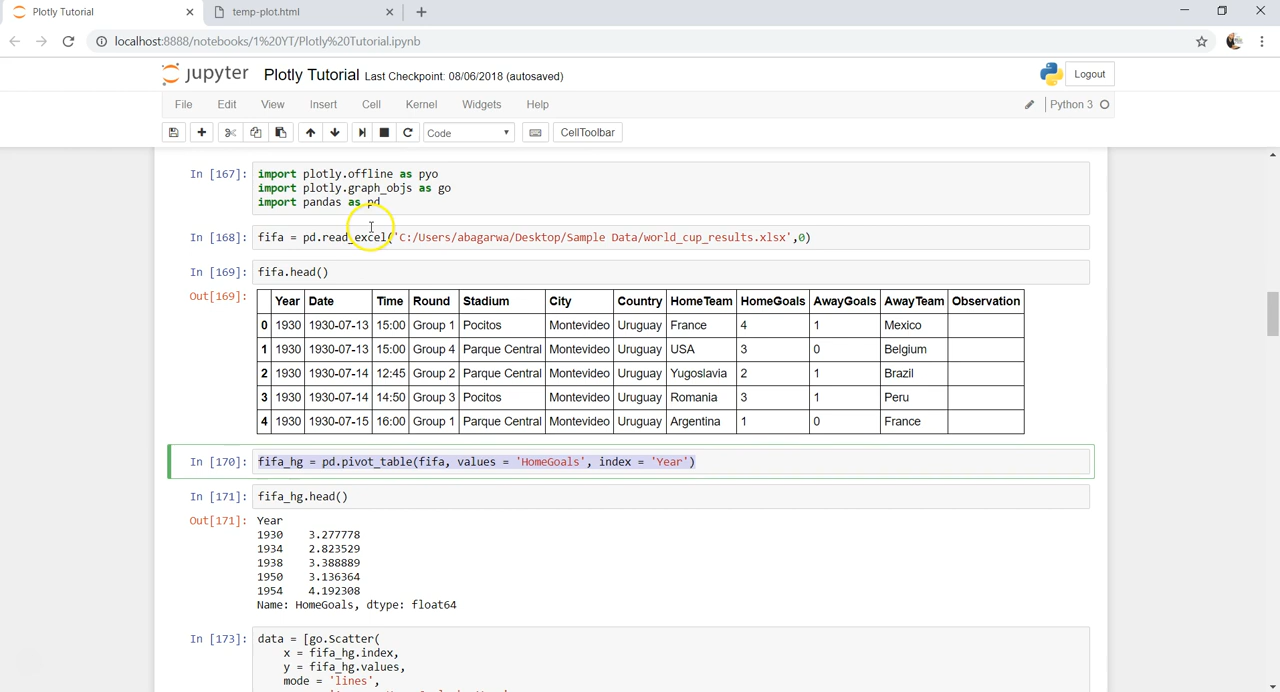 Plotly Tutorial
temp-plot.html
localhost:8888/notebooks/1%20YT/Plotly%20Tutorial.ipynb
jupyter Plotly Tutorial Last Checkpoint: 08/06/2018 (autosaved)
Logout
File Edit View Insert Cell Kernel Widgets Help
Python 3
Code
CellToolbar
In [167]: import plotly.offline as pyo
import plotly.graph_objs as go
import pandas as pd
In [168]: fifa = pd.read_excel('C:/Users/abagarwa/Desktop/Sample Data/world_cup_results.xlsx',0)
In [169]: fifa.head()
Out[169]:
Year Date Time Round Stadium City Country HomeTeam HomeGoals AwayGoals AwayTeam Observation
0 1930 1930-07-13 15:00 Group 1 Pocitos Montevideo Uruguay France 4 1 Mexico
1 1930 1930-07-13 15:00 Group 4 Parque Central Montevideo Uruguay USA 3 0 Belgium
2 1930 1930-07-14 12:45 Group 2 Parque Central Montevideo Uruguay Yugoslavia 2 1 Brazil
3 1930 1930-07-14 14:50 Group 3 Pocitos Montevideo Uruguay Romania 3 1 Peru
4 1930 1930-07-15 16:00 Group 1 Parque Central Montevideo Uruguay Argentina 1 0 France
In [170]: fifa_hg = pd.pivot_table(fifa, values = 'HomeGoals', index = 'Year')
In [171]: fifa_hg.head()
Out[171]: Year
1930 3.277778
1934 2.823529
1938 3.388889
1950 3.136364
1954 4.192308
Name: HomeGoals, dtype: float64
In [173]: data = [go.Scatter(
x = fifa_hg.index,
y = fifa_hg.values,
mode = 'lines',